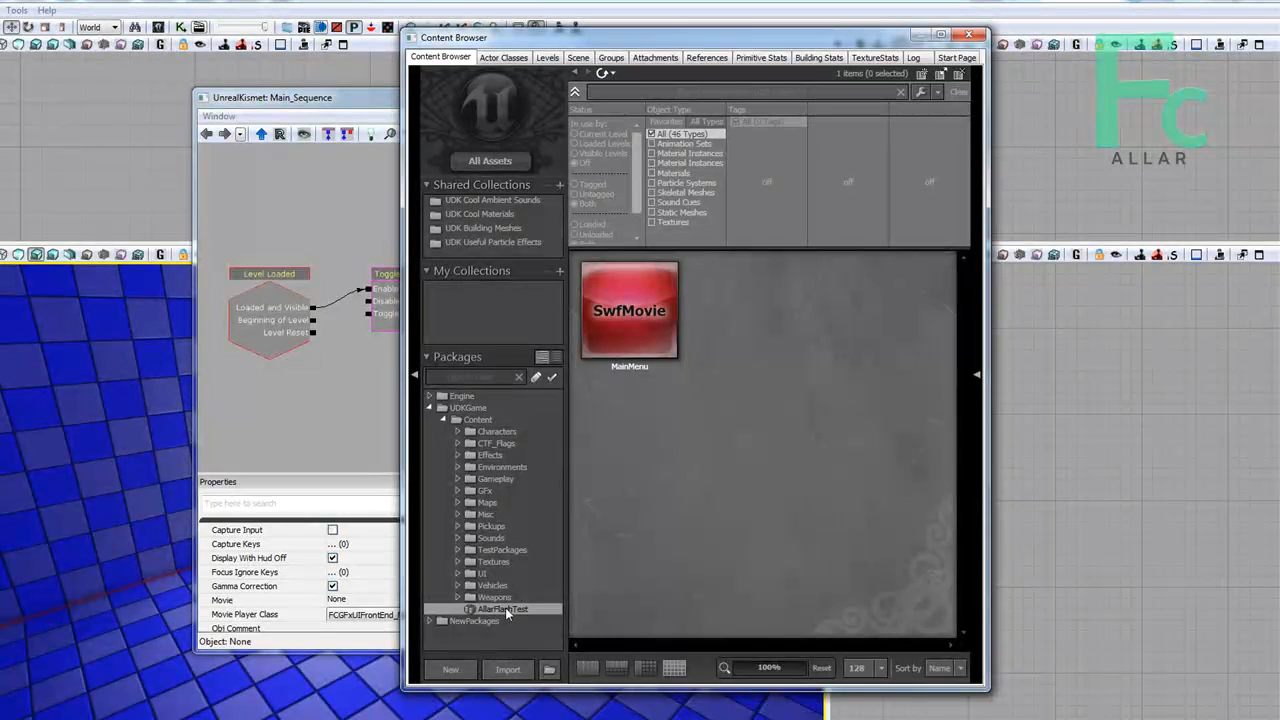 Tools Help
World
P
G
S
Content Browser
Content Browser Actor Classes Levels Scene Groups Attachments References Primitive Stats Building Stats TextureStats Log Start Page
ALLAR
UnrealKismet: Main_Sequence
Window
Level Loaded
Loaded and Visible
Beginning of Level
Level Reset
Toggle
Enable
Disable
Toggle
Properties
Type here to search
Capture Input
Capture Keys ... (0)
Display With Hud Off
Focus Ignore Keys ... (0)
Gamma Correction
Movie None
Movie Player Class FCGFxUIFrontEnd_
Obj Comment
Object: None
All Assets
Shared Collections
UDK Cool Ambient Sounds
UDK Cool Materials
UDK Building Meshes
UDK Useful Particle Effects
My Collections
Packages
Engine
UDKGame
Content
Characters
CTF_Flags
Effects
Environments
Gameplay
GFx
Maps
Misc
Pickups
Sounds
TestPackages
Textures
UI
Vehicles
Weapons
AllarFlashTest
NewPackages
New Import
1 items (0 selected)
Clear
Status
In use by:
Current Level
Loaded Levels
Visible Levels
Off
Tagged
Untagged
Both
Loaded
Unloaded
Object Type
Favorites All Types
All (46 Types)
Animation Sets
Material Instances
Material Instances
Materials
Particle Systems
Skeletal Meshes
Sound Cues
Static Meshes
Textures
Tags
off off off
SwfMovie
MainMenu
100% Reset 128 Sort by Name